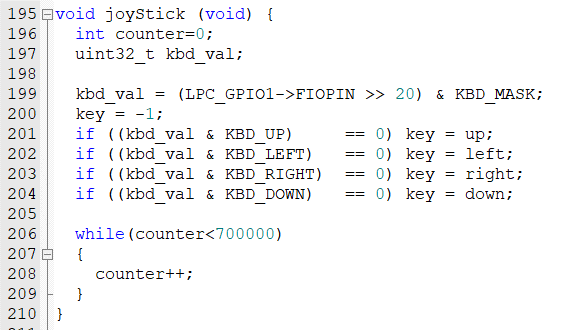 195 void joyStick (void) {
196 int counter=0;
197 uint32_t kbd_val;
198
199 kbd_val = (LPC_GPIO1->FIOPIN >> 20) & KBD_MASK;
200 key = -1;
201 if ((kbd_val & KBD_UP) == 0) key = up;
202 if ((kbd_val & KBD_LEFT) == 0) key = left;
203 if ((kbd_val & KBD_RIGHT) == 0) key = right;
204 if ((kbd_val & KBD_DOWN) == 0) key = down;
205
206 while(counter<700000)
207 {
208 counter++;
209 }
210 }